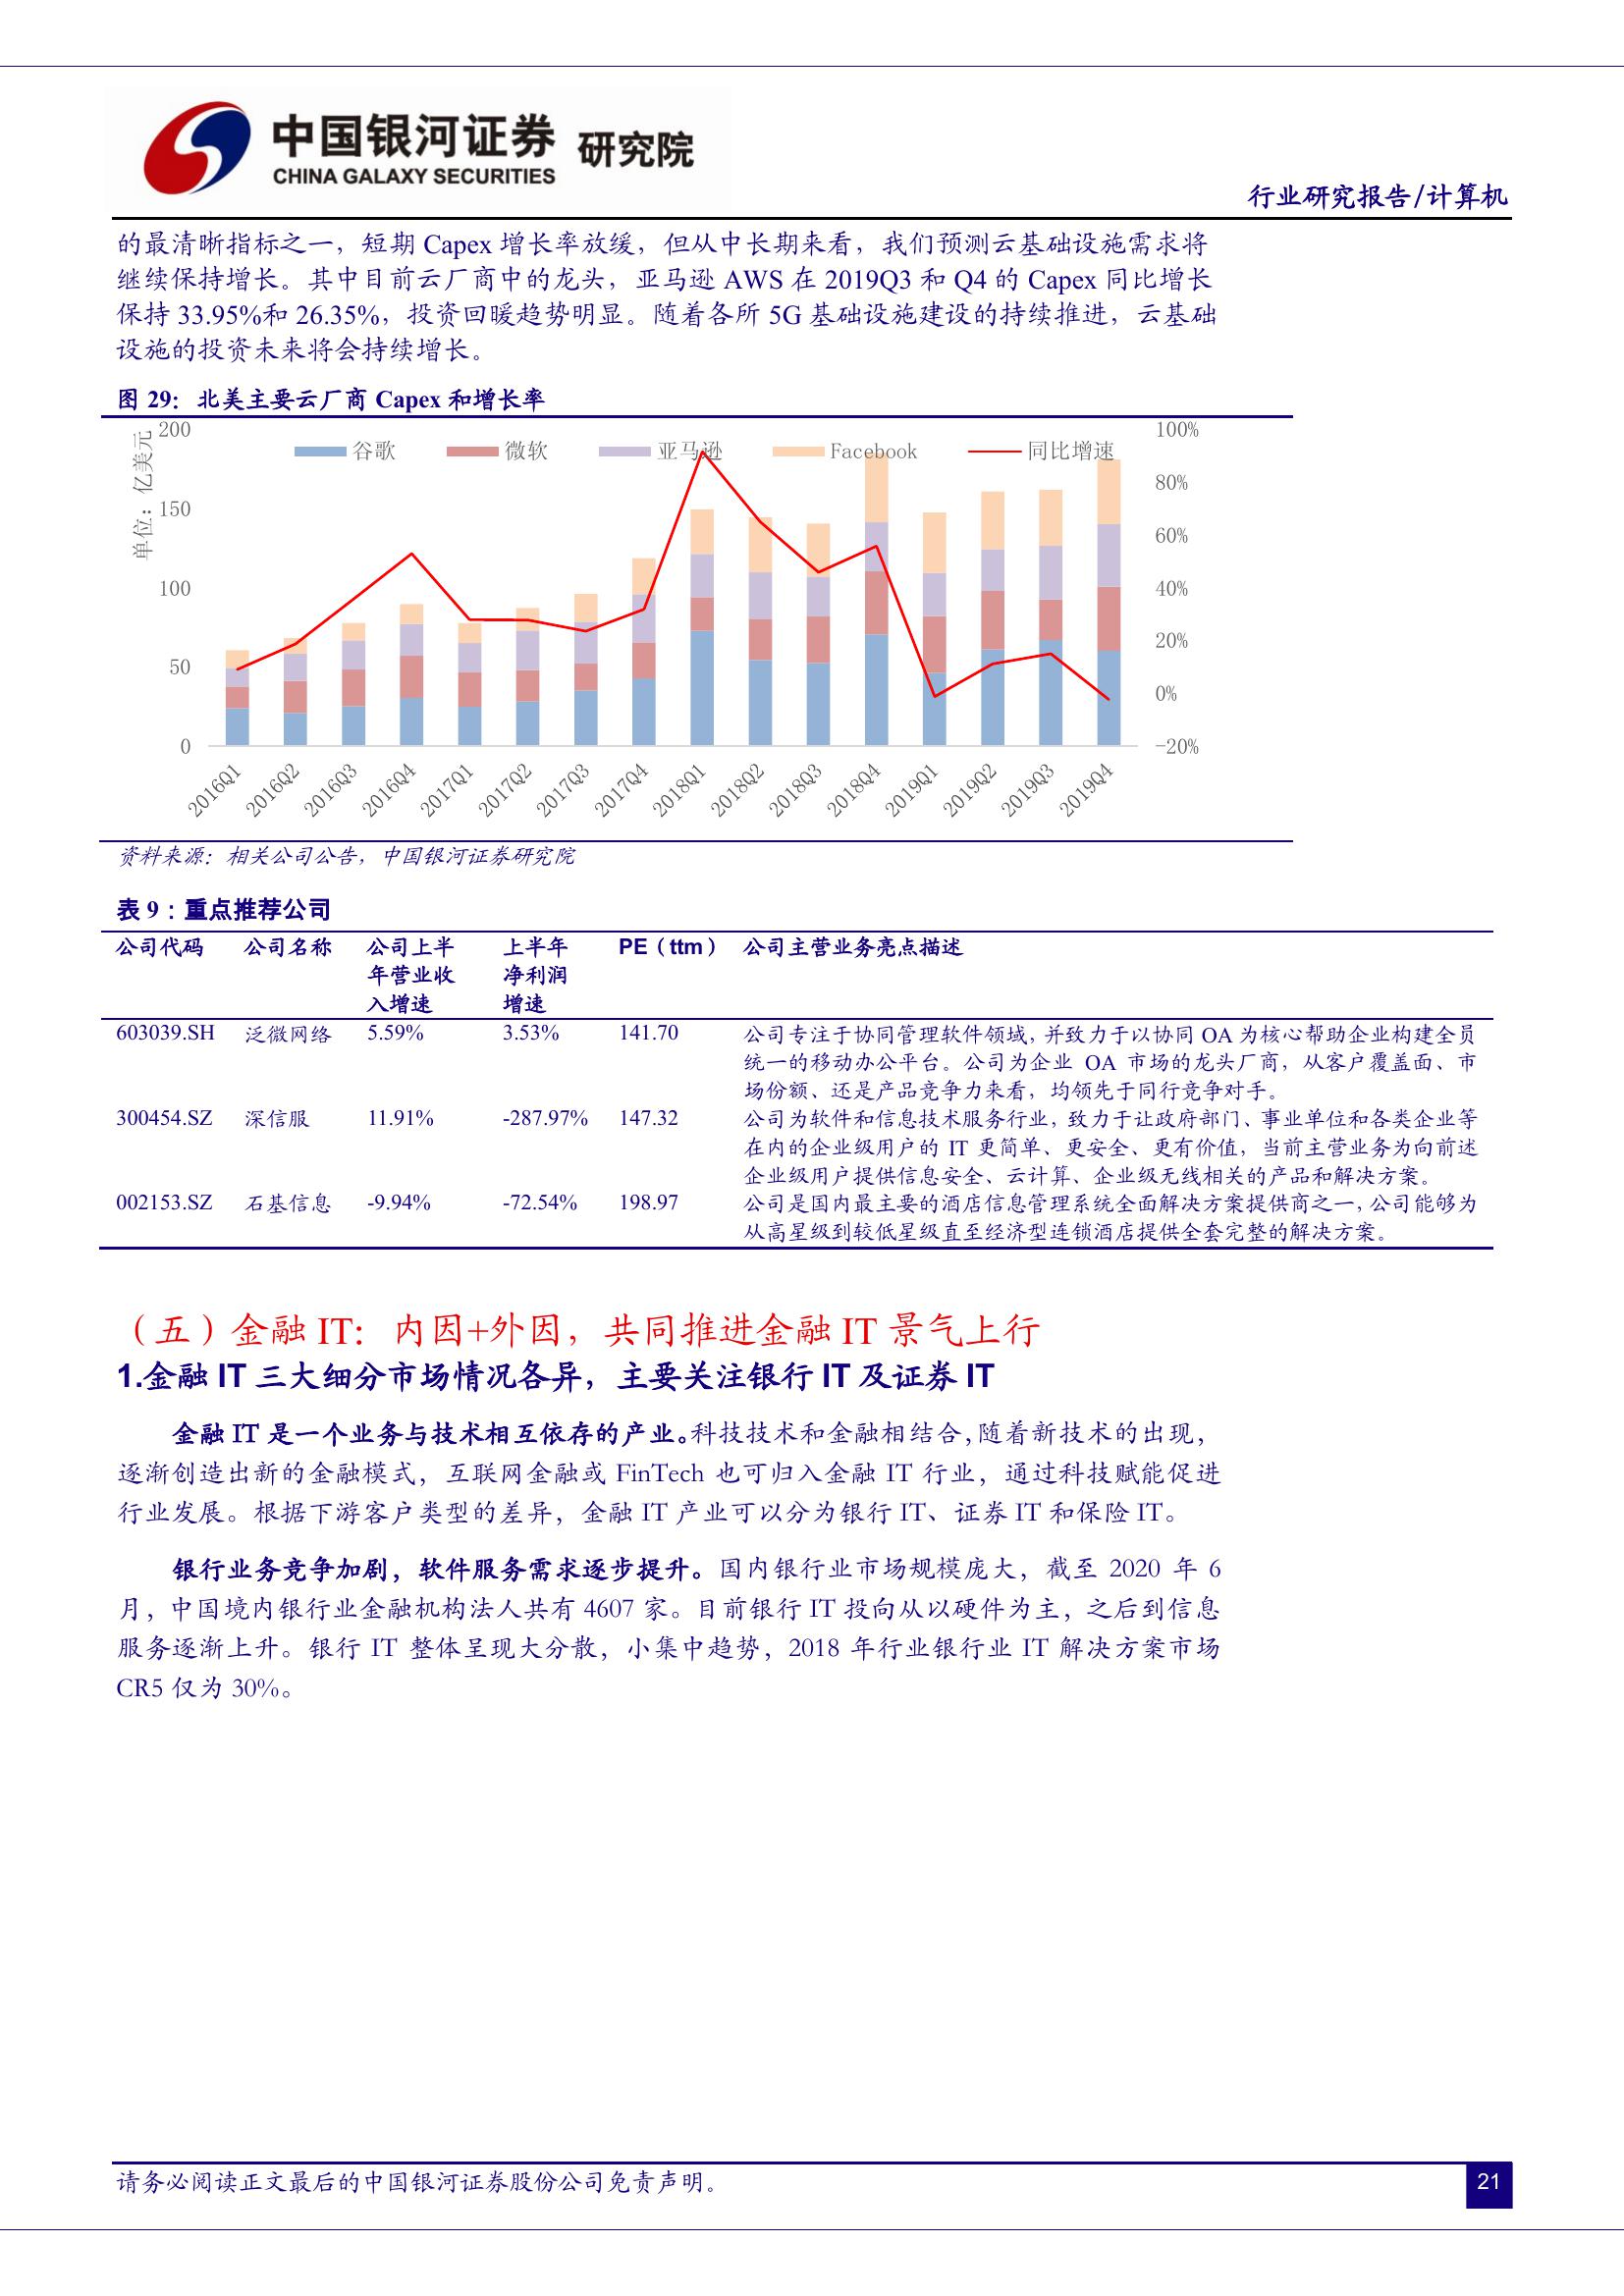 中国银河证券 研究院
CHINA GALAXY SECURITIES
行业研究报告/计算机
的最清晰指标之一，短期 Capex 增长率放缓，但从中长期来看，我们预测云基础设施需求将
继续保持增长。其中目前云厂商中的龙头，亚马逊 AWS 在 2019Q3 和 Q4 的 Capex 同比增长
保持 33.95%和 26.35%，投资回暖趋势明显。随着各所 5G 基础设施建设的持续推进，云基础
设施的投资未来将会持续增长。
图 29：北美主要云厂商 Capex 和增长率
单位：亿美元
200
150
100
50
0
谷歌 微软 亚马逊 Facebook 同比增速
100%
80%
60%
40%
20%
0%
-20%
2016Q1 2016Q2 2016Q3 2016Q4 2017Q1 2017Q2 2017Q3 2017Q4 2018Q1 2018Q2 2018Q3 2018Q4 2019Q1 2019Q2 2019Q3 2019Q4
资料来源：相关公司公告，中国银河证券研究院
表 9：重点推荐公司
公司代码 公司名称 公司上半 上半年 PE（ttm） 公司主营业务亮点描述
年营业收 净利润
入增速 增速
603039.SH 泛微网络 5.59% 3.53% 141.70 公司专注于协同管理软件领域，并致力于以协同 OA 为核心帮助企业构建全员
统一的移动办公平台。公司为企业 OA 市场的龙头厂商，从客户覆盖面、市
场份额、还是产品竞争力来看，均领先于同行竞争对手。
300454.SZ 深信服 11.91% -287.97% 147.32 公司为软件和信息技术服务行业，致力于让政府部门、事业单位和各类企业等
在内的企业级用户的 IT 更简单、更安全、更有价值，当前主营业务为向前述
企业级用户提供信息安全、云计算、企业级无线相关的产品和解决方案。
002153.SZ 石基信息 -9.94% -72.54% 198.97 公司是国内最主要的酒店信息管理系统全面解决方案提供商之一，公司能够为
从高星级到较低星级直至经济型连锁酒店提供全套完整的解决方案。
（五）金融 IT：内因+外因，共同推进金融 IT 景气上行
1.金融 IT 三大细分市场情况各异，主要关注银行 IT 及证券 IT
金融 IT 是一个业务与技术相互依存的产业。科技技术和金融相结合，随着新技术的出现，
逐渐创造出新的金融模式，互联网金融或 FinTech 也可归入金融 IT 行业，通过科技赋能促进
行业发展。根据下游客户类型的差异，金融 IT 产业可以分为银行 IT、证券 IT 和保险 IT。
银行业务竞争加剧，软件服务需求逐步提升。国内银行业市场规模庞大，截至 2020 年 6
月，中国境内银行业金融机构法人共有 4607 家。目前银行 IT 投向从以硬件为主，之后到信息
服务逐渐上升。银行 IT 整体呈现大分散，小集中趋势，2018 年行业银行业 IT 解决方案市场
CR5 仅为 30%。
请务必阅读正文最后的中国银河证券股份公司免责声明。
21